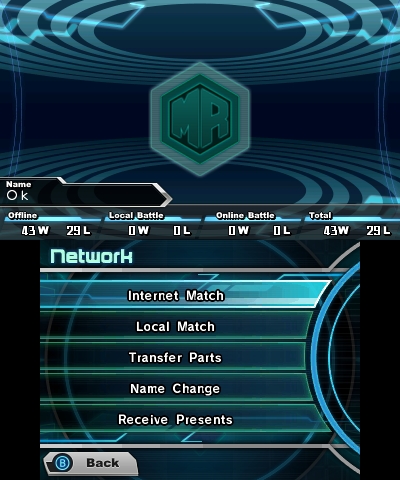 MR
Name
Ok
Offline Local Battle Online Battle Total
43W 29L 0W 0L 0W 0L 43W 29L
Network
Internet Match
Local Match
Transfer Parts
Name Change
Receive Presents
B Back